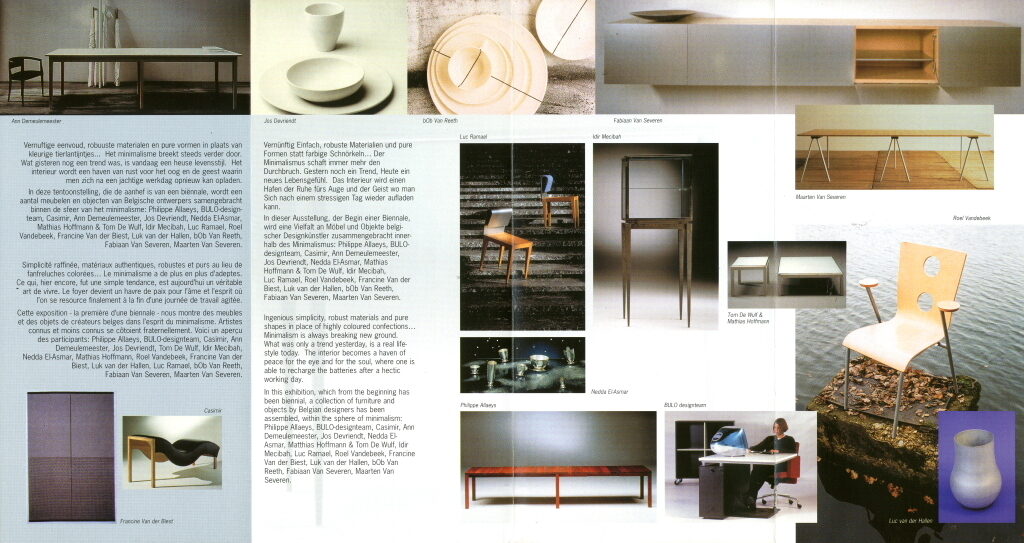 Ann Demeulemeester
Jos Devriendt
bOb Van Reeth
Fabiaan Van Severen
Vernuftige eenvoud, robuuste materialen en pure vormen in plaats van
kleurige tierlantijntjes... Het minimalisme breekt steeds verder door.
Wat gisteren nog een trend was, is vandaag een heuse levensstijl. Het
interieur wordt een haven van rust voor het oog en de geest waarin
men zich na een jachtige werkdag opnieuw kan opladen.
In deze tentoonstelling, die de aanhef is van een biënnale, wordt een
aantal meubelen en objecten van Belgische ontwerpers samengebracht
binnen de sfeer van het minimalisme: Philippe Allaeys, BULO-design-
team, Casimir, Ann Demeulemeester, Jos Devriendt, Nedda El-Asmar,
Mathias Hoffmann & Tom De Wulf, Idir Mecibah, Luc Ramael, Roel
Vandebeek, Francine Van der Biest, Luk van der Hallen, bOb Van Reeth,
Fabiaan Van Severen, Maarten Van Severen.
Simplicité raffinée, matériaux authentiques, robustes et purs au lieu de
fanfreluches colorées... Le minimalisme a de plus en plus d'adeptes.
Ce qui, hier encore, fut une simple tendance, est aujourd'hui un véritable
art de vivre. Le foyer devient un havre de paix pour l'âme et l'esprit où
l'on se resource finalement à la fin d'une journée de travail agitée.
Cette exposition - la première d'une biennale - nous montre des meubles
et des objets de créateurs belges dans l'esprit du minimalisme. Artistes
connus et moins connus se côtoient fraternellement. Voici un aperçu
des participants: Philippe Allaeys, BULO-designteam, Casimir, Ann
Demeulemeester, Jos Devriendt, Tom De Wulf, Idir Mecibah,
Nedda El-Asmar, Mathias Hoffmann, Roel Vandebeek, Francine Van der
Biest, Luk van der Hallen, Luc Ramael, bOb Van Reeth,
Fabiaan Van Severen, Maarten Van Severen.
Casimir
Francine Van der Biest
Vernünftig Einfach, robuste Materialien und pure
Formen statt farbige Schnörkeln... Der
Minimalismus schaft immer mehr den
Durchbruch. Gestern noch ein Trend, Heute ein
neues Lebensgefühl. Das Interieur wird einen
Hafen der Ruhe fürs Auge und der Geist wo man
Sich nach einem stressigen Tag wieder aufladen
kann.
In dieser Ausstellung, der Begin einer Biennale,
wird eine Vielfalt an Möbel und Objekte belgi-
scher Designkünstler zusammengebracht inner-
halb des Minimalismus: Philippe Allaeys, BULO-
designteam, Casimir, Ann Demeulemeester,
Jos Devriendt, Nedda El-Asmar, Mathias
Hoffmann & Tom De Wulf, Idir Mecibah,
Luc Ramael, Roel Vandebeek, Francine Van der
Biest, Luk van der Hallen, bOb Van Reeth,
Fabiaan Van Severen, Maarten Van Severen.
Ingenious simplicity, robust materials and pure
shapes in place of highly coloured confections...
Minimalism is always breaking new ground.
What was only a trend yesterday, is a real life-
style today. The interior becomes a haven of
peace for the eye and for the soul, where one is
able to recharge the batteries after a hectic
working day.
In this exhibition, which from the beginning has
been biennial, a collection of furniture and
objects by Belgian designers has been
assembled, within the sphere of minimalism:
Philippe Allaeys, BULO-designteam, Casimir, Ann
Demeulemeester, Jos Devriendt, Nedda El-
Asmar, Mathias Hoffmann & Tom De Wulf, Idir
Mecibah, Luc Ramael, Roel Vandebeek, Francine
Van der Biest, Luk van der Hallen, bOb Van
Reeth, Fabiaan Van Severen, Maarten Van
Severen.
Luc Ramael
Idir Mecibah
Maarten Van Severen
Roel Vandebeek
Tom De Wulf &
Mathias Hoffmann
Nedda El-Asmar
Philippe Allaeys
BULO designteam
Luc van der Hallen